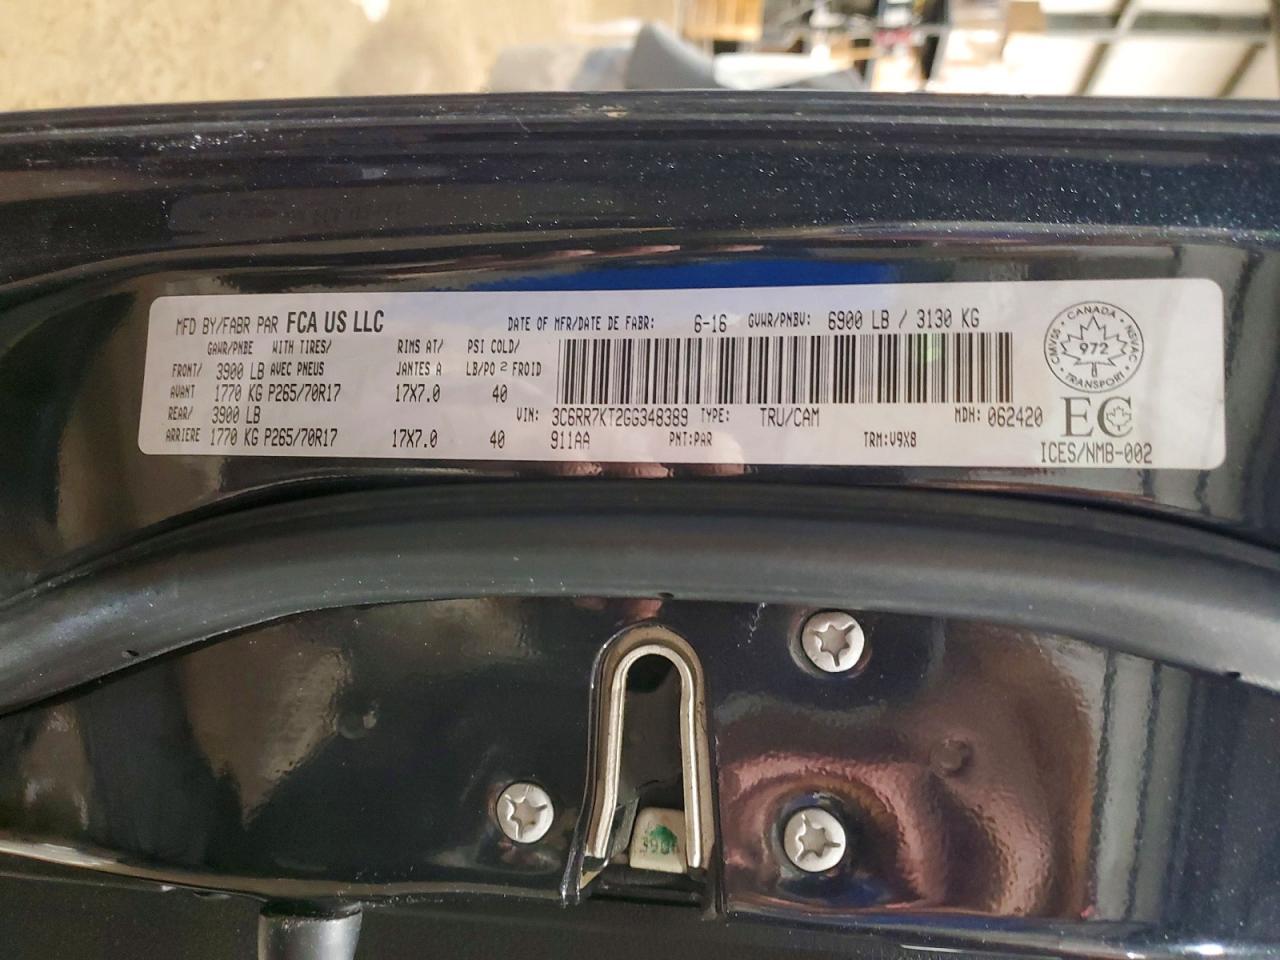 MFD BY/FABR PAR FCA US LLC DATE OF MFR/DATE DE FABR: 6-16 GVWR/PNBV: 6900 LB / 3130 KG
GAWR/PNBE WITH TIRES/ RIMS AT/ PSI COLD/
FRONT/ 3900 LB AVEC PNEUS JANTES A LB/PO ² FROID
AVANT 1770 KG P265/70R17 17X7.0 40
REAR/ 3900 LB VIN: 3C6RR7KT2GG348389 TYPE: TRU/CAM MDH: 062420
ARRIERE 1770 KG P265/70R17 17X7.0 40 911AA PNT:PAR TRM:V9X8
CANADA
CMVSS 972 NSVAC
TRANSPORT
EC
ICES/NMB-002